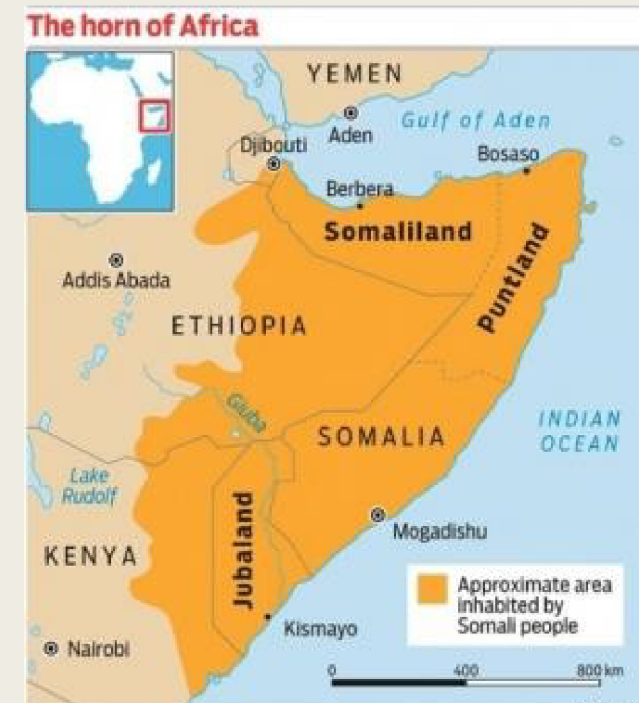 The horn of Africa
YEMEN
Gulf of Aden
Aden
Djibouti
Bosaso
Berbera
Somaliland
Puntland
Addis Abada
ETHIOPIA
Giuba
SOMALIA
INDIAN
OCEAN
Lake
Rudolf
Jubaland
Mogadishu
KENYA
Approximate area
inhabited by
Somali people
Kismayo
Nairobi
0 400 800 km